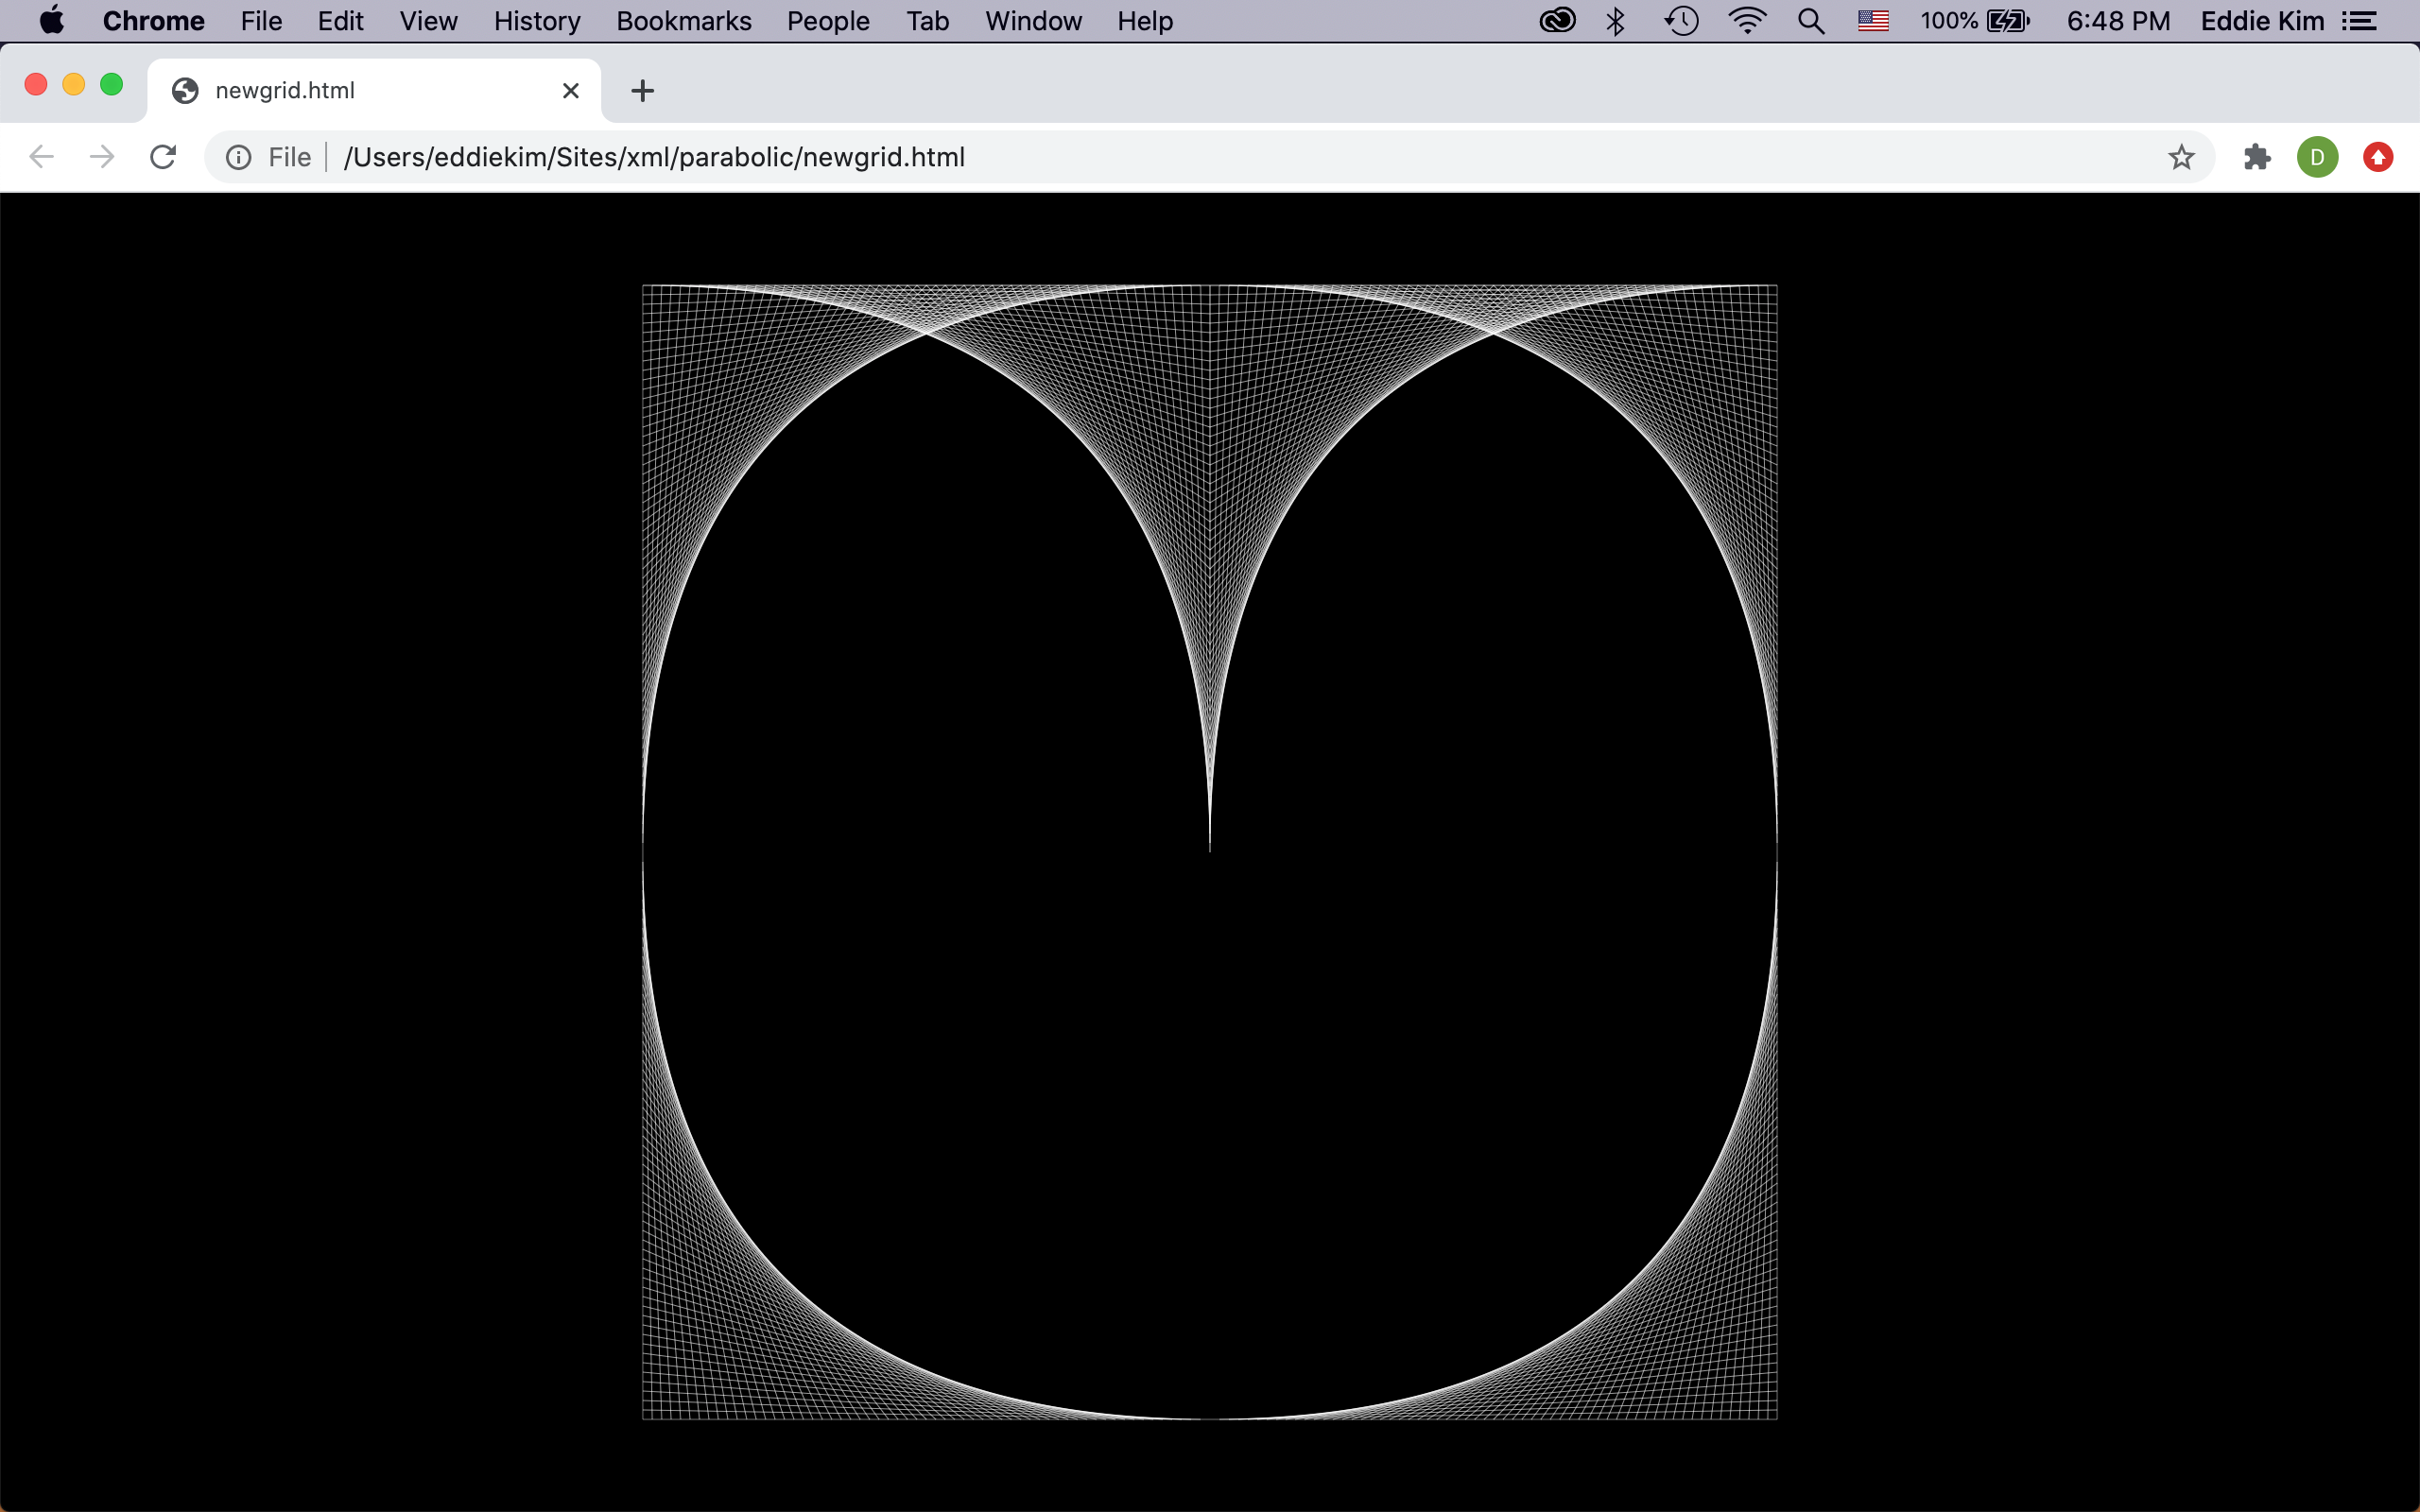 Chrome File Edit View History Bookmarks People Tab Window Help 100% 6:48 PM Eddie Kim
newgrid.html
File /Users/eddiekim/Sites/xml/parabolic/newgrid.html D